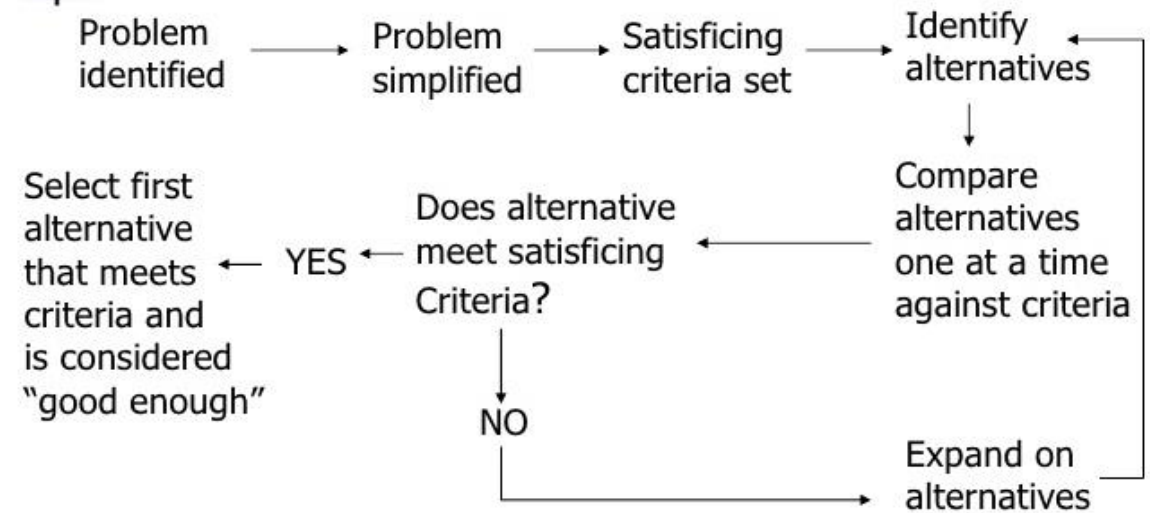 Problem
identified
Problem
simplified
Satisficing
criteria set
Identify
alternatives
Compare
alternatives
one at a time
against criteria
Does alternative
meet satisficing
Criteria?
YES
Select first
alternative
that meets
criteria and
is considered
“good enough”
NO
Expand on
alternatives